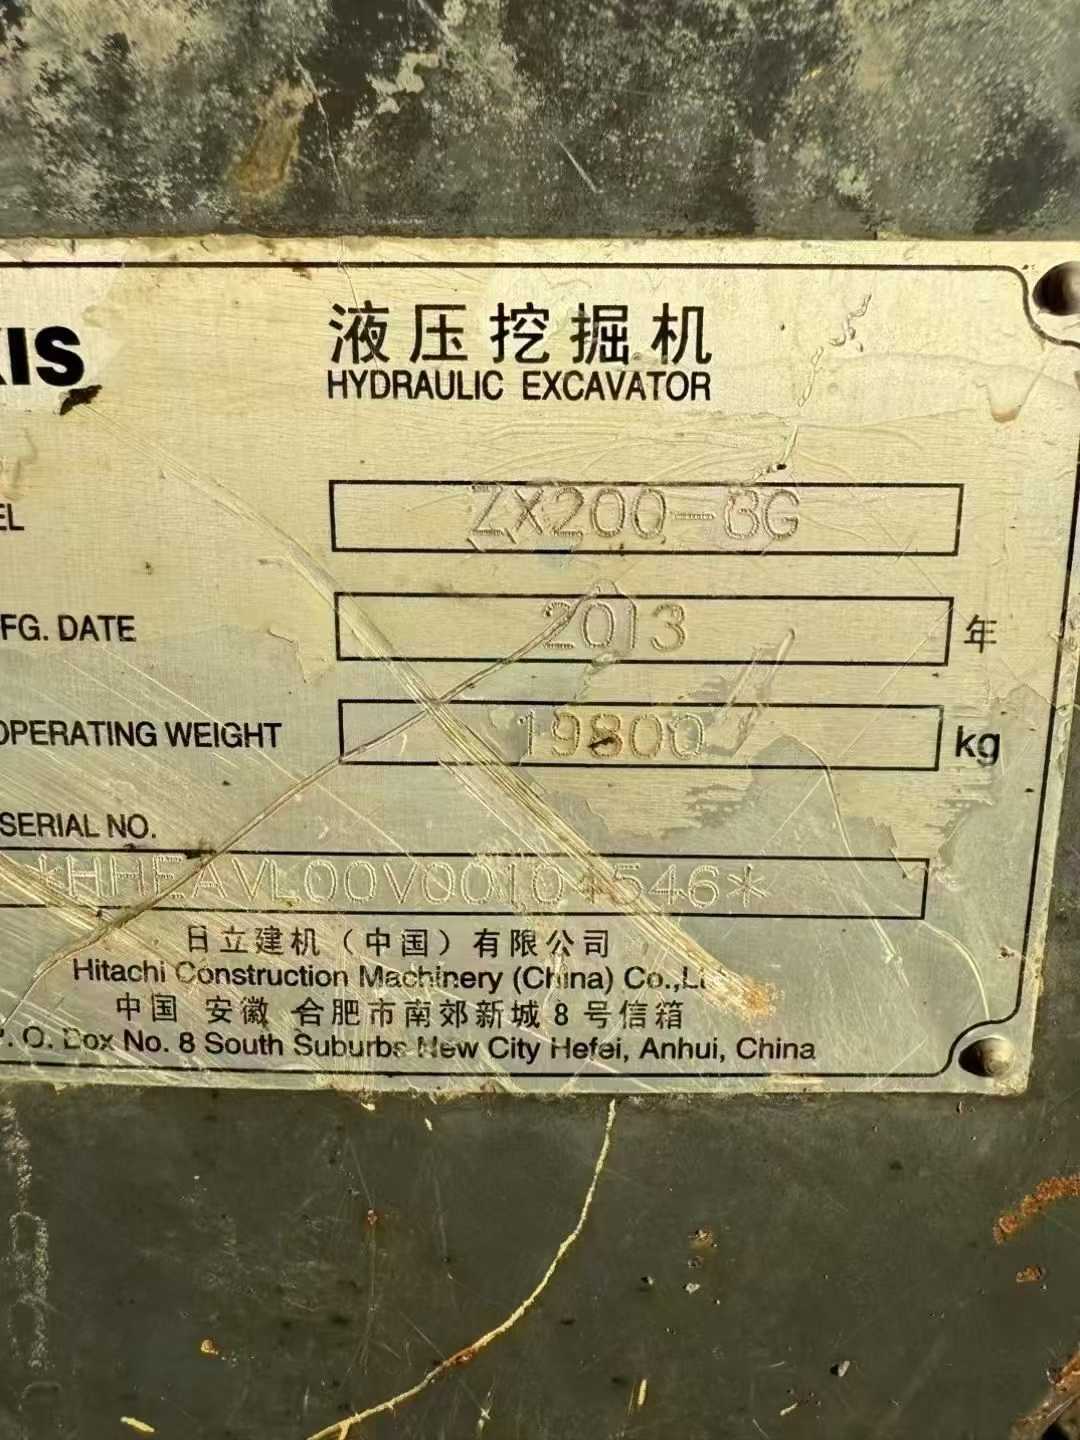 XIS
液压挖掘机
HYDRAULIC EXCAVATOR
EL
ZX200-3G
FG. DATE
2013
年
OPERATING WEIGHT
19800
kg
SERIAL NO.
日立建机（中国）有限公司
Hitachi Construction Machinery (China) Co.,L
中国 安徽 合肥市南郊新城 8 号信箱
P. O. Box No. 8 South Suburbs New City Hefei, Anhui, China